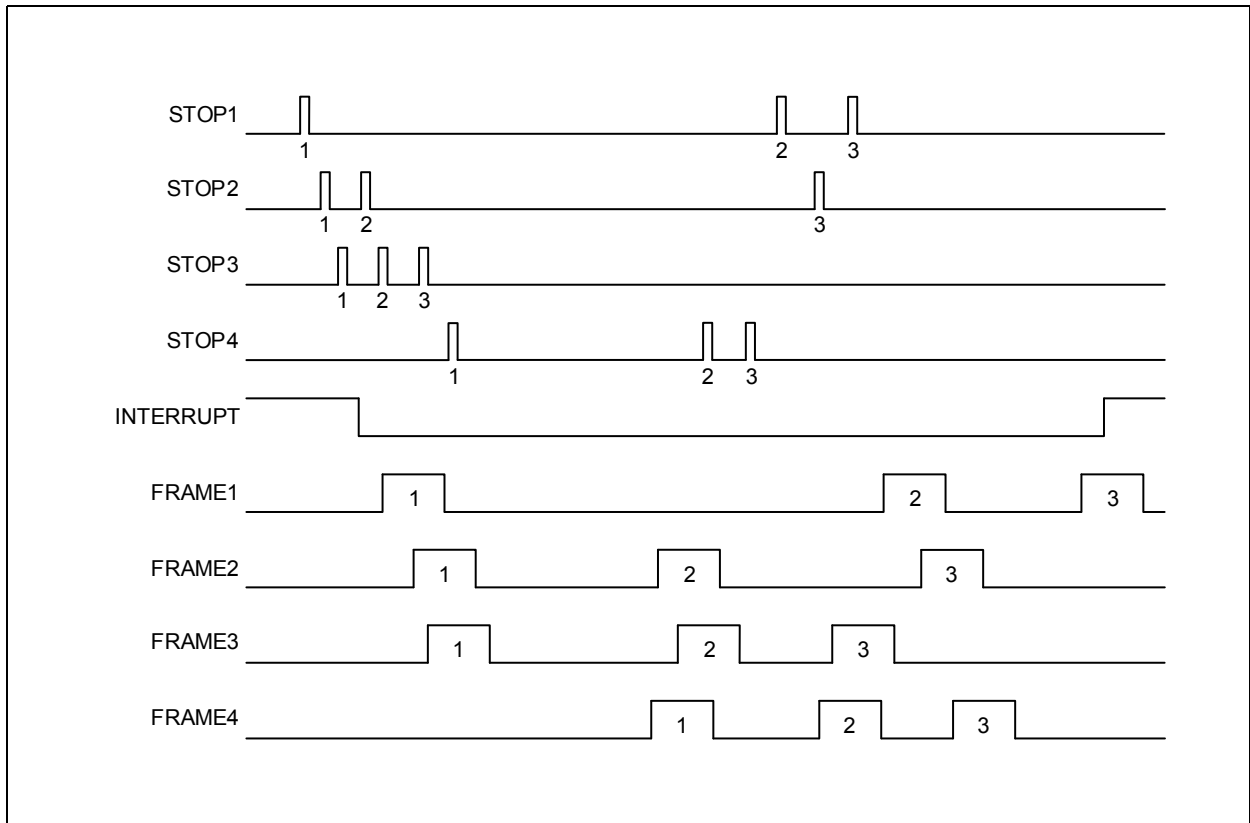 STOP1
1 2 3
STOP2
1 2 3
STOP3
1 2 3
STOP4
1 2 3
INTERRUPT
FRAME1 1 2 3
FRAME2 1 2 3
FRAME3 1 2 3
FRAME4 1 2 3